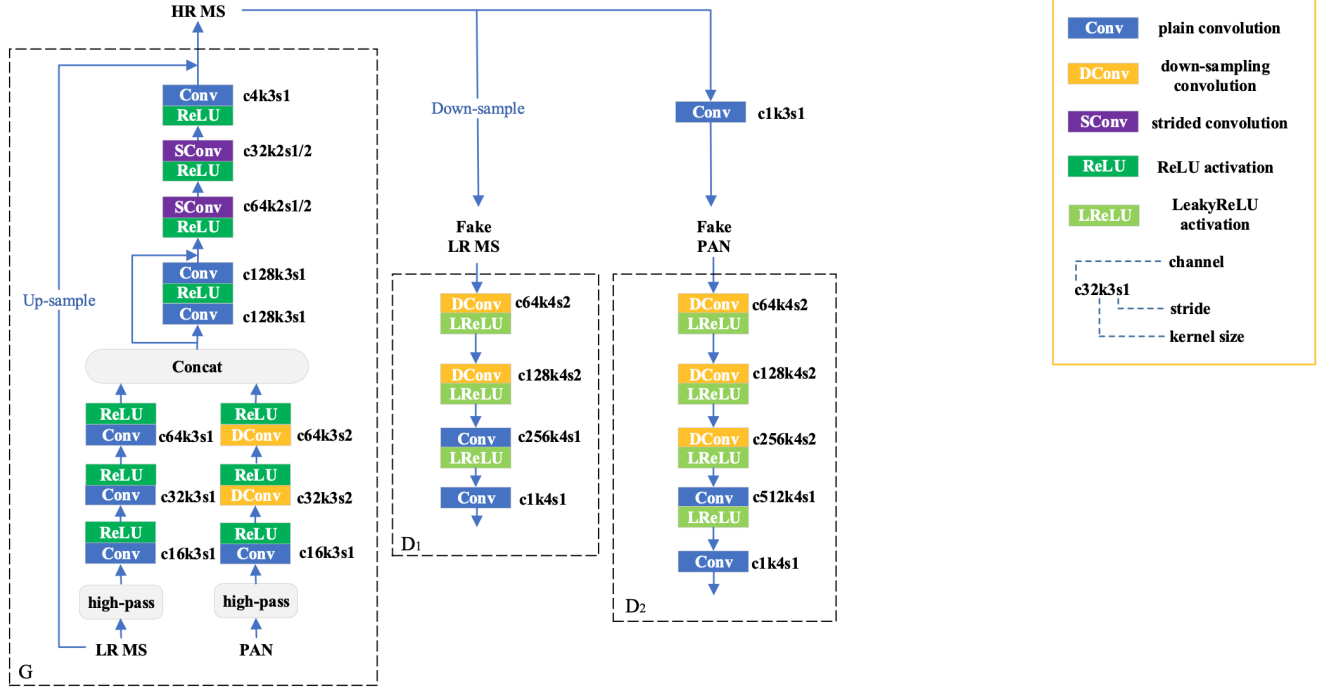 HR MS
Conv
c4k3s1
ReLU
SConv
c32k2s1/2
ReLU
SConv
c64k2s1/2
ReLU
Conv
c128k3s1
ReLU
Conv
c128k3s1
Up-sample
Concat
ReLU
Conv
c64k3s1
ReLU
Conv
c32k3s1
ReLU
Conv
c16k3s1
high-pass
LR MS
ReLU
DConv
c64k3s2
ReLU
DConv
c32k3s2
ReLU
Conv
c16k3s1
high-pass
PAN
G
Down-sample
Fake
LR MS
DConv
c64k4s2
LReLU
DConv
c128k4s2
LReLU
Conv
c256k4s1
LReLU
Conv
c1k4s1
D1
Conv
c1k3s1
Fake
PAN
DConv
c64k4s2
LReLU
DConv
c128k4s2
LReLU
DConv
c256k4s2
LReLU
Conv
c512k4s1
LReLU
Conv
c1k4s1
D2
Conv
plain convolution
DConv
down-sampling
convolution
SConv
strided convolution
ReLU
ReLU activation
LReLU
LeakyReLU
activation
channel
c32k3s1
stride
kernel size